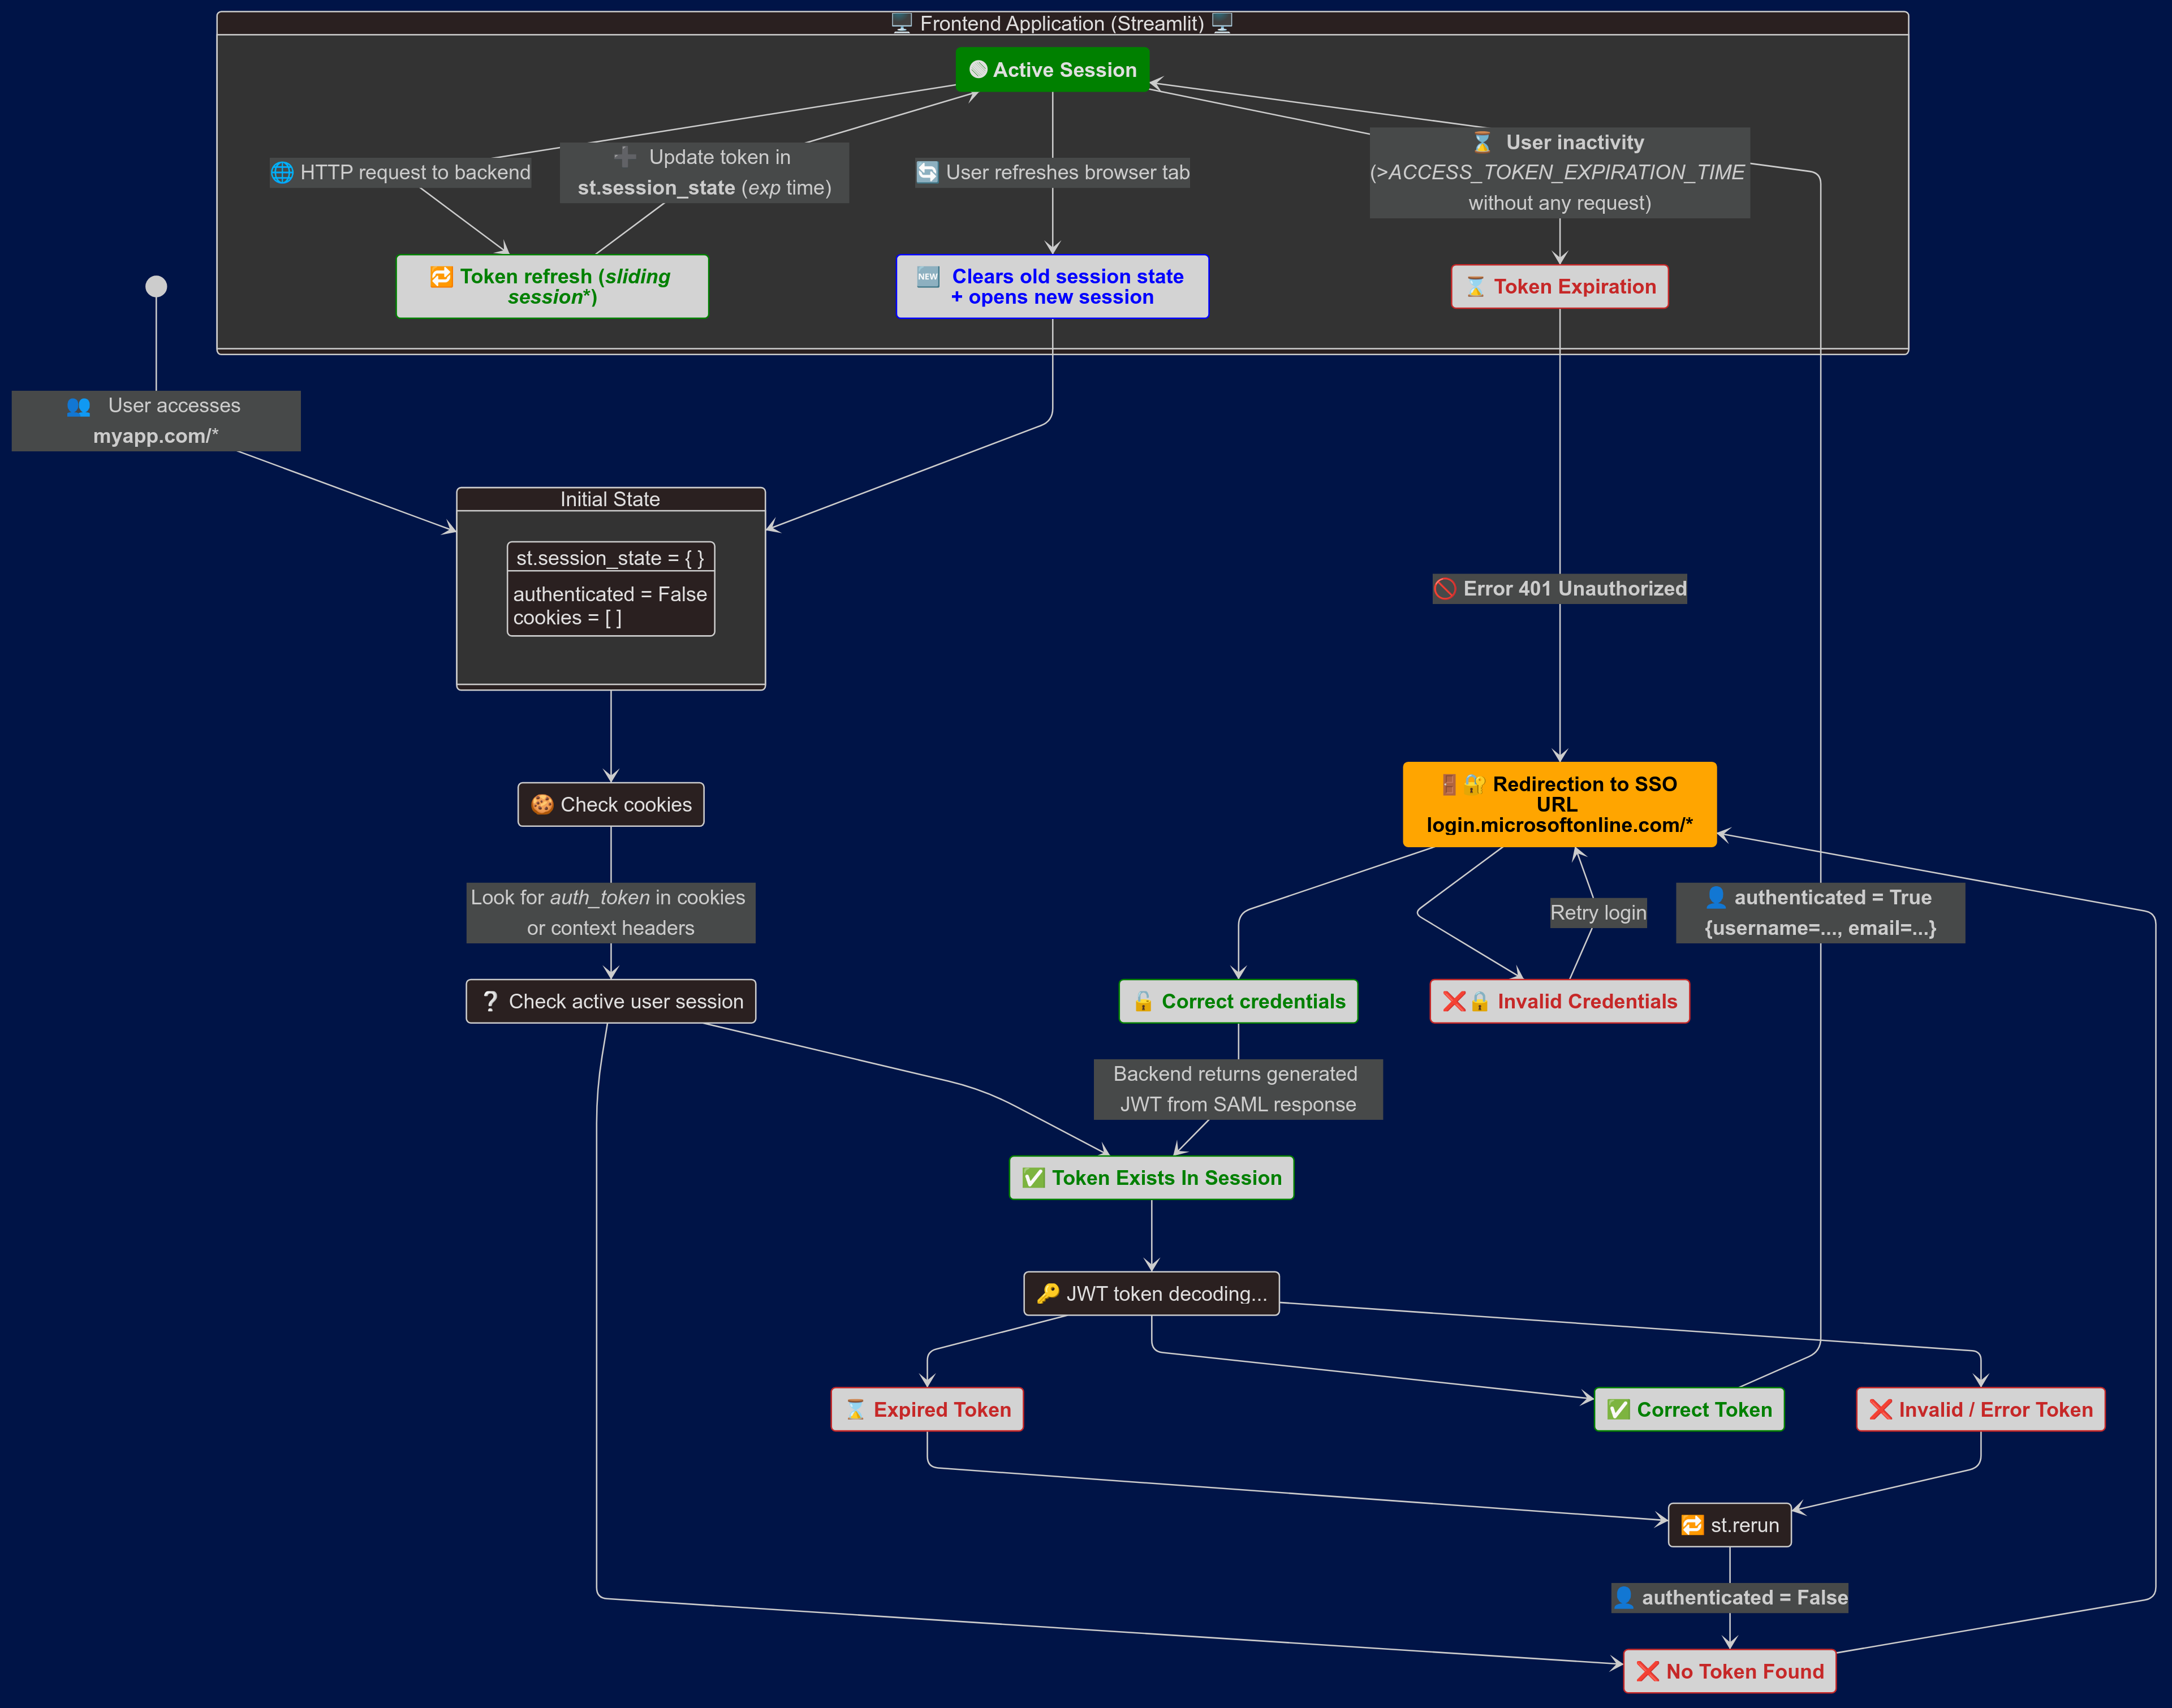 Frontend Application (Streamlit)
Active Session
HTTP request to backend
Update token in
st.session_state (exp time)
User refreshes browser tab
User inactivity
(>ACCESS_TOKEN_EXPIRATION_TIME
without any request)
Token refresh (sliding
session*)
NEW Clears old session state
+ opens new session
Token Expiration
User accesses
myapp.com/*
Initial State
st.session_state = { }
authenticated = False
cookies = [ ]
Error 401 Unauthorized
Check cookies
Redirection to SSO
URL
login.microsoftonline.com/*
Look for auth_token in cookies
or context headers
Retry login
authenticated = True
{username=..., email=...}
Check active user session
Correct credentials
Invalid Credentials
Backend returns generated
JWT from SAML response
Token Exists In Session
JWT token decoding...
Expired Token
Correct Token
Invalid / Error Token
st.rerun
authenticated = False
No Token Found